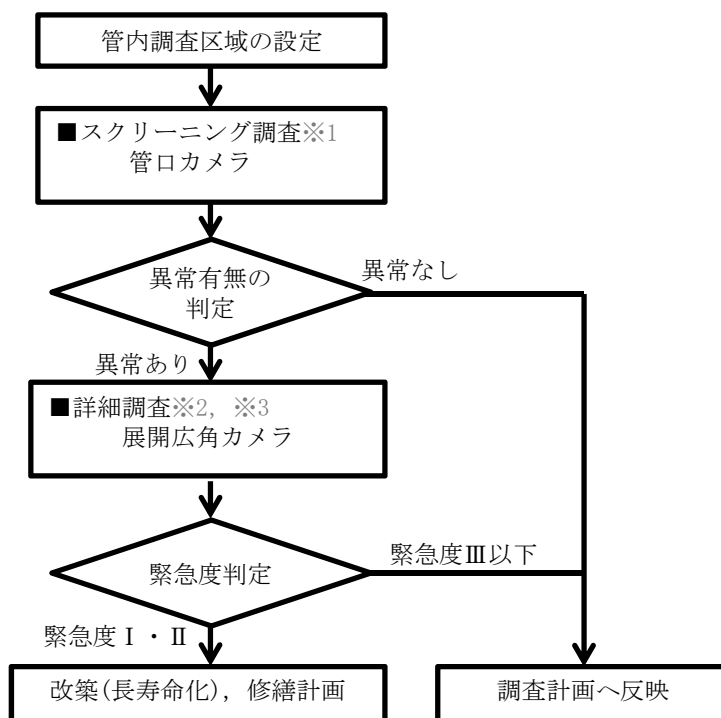 管内調査区域の設定
■スクリーニング調査※1
管口カメラ
異常有無の
判定
異常なし
異常あり
■詳細調査※2, ※3
展開広角カメラ
緊急度判定
緊急度Ⅲ以下
緊急度Ⅰ・Ⅱ
改築(長寿命化), 修繕計画
調査計画へ反映